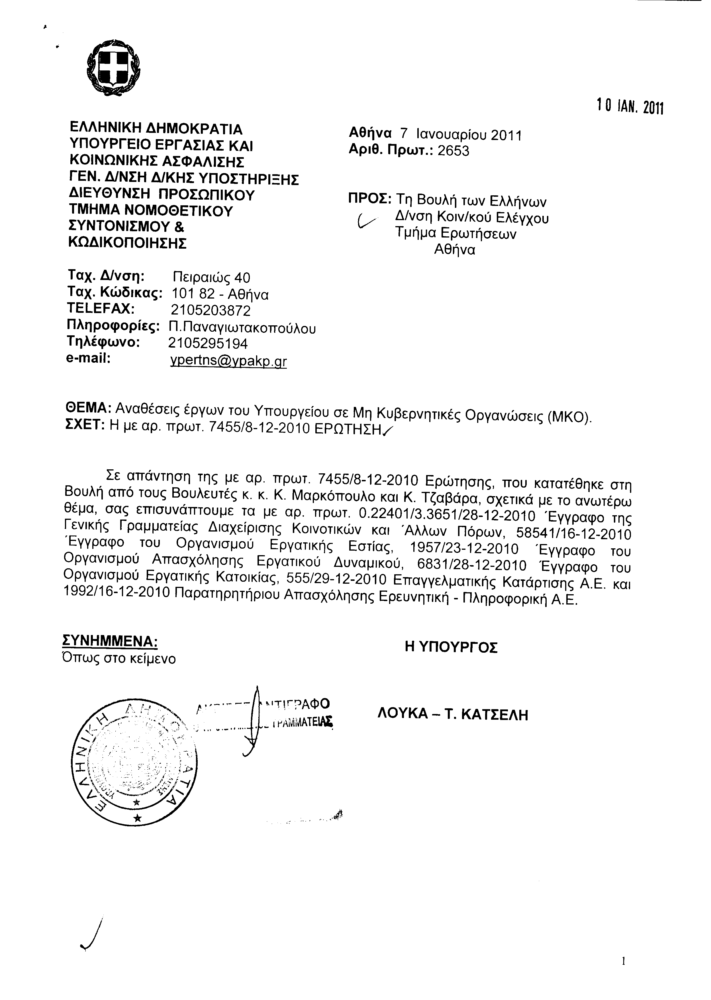 10 ΙΑΝ. 2011
ΕΛΛΗΝΙΚΗ ΔΗΜΟΚΡΑΤΙΑ
ΥΠΟΥΡΓΕΙΟ ΕΡΓΑΣΙΑΣ ΚΑΙ
ΚΟΙΝΩΝΙΚΗΣ ΑΣΦΑΛΙΣΗΣ
ΓΕΝ. Δ/ΝΣΗ Δ/ΚΗΣ ΥΠΟΣΤΗΡΙΞΗΣ
ΔΙΕΥΘΥΝΣΗ ΠΡΟΣΩΠΙΚΟΥ
ΤΜΗΜΑ ΝΟΜΟΘΕΤΙΚΟΥ
ΣΥΝΤΟΝΙΣΜΟΥ &
ΚΩΔΙΚΟΠΟΙΗΣΗΣ
Αθήνα 7 Ιανουαρίου 2011
Αριθ. Πρωτ.: 2653
ΠΡΟΣ: Τη Βουλή των Ελλήνων
Δ/νση Κοιν/κού Ελέγχου
Τμήμα Ερωτήσεων
Αθήνα
Ταχ. Δ/νση: Πειραιώς 40
Ταχ. Κώδικας: 101 82 - Αθήνα
TELEFAX: 2105203872
Πληροφορίες: Π.Παναγιωτακοπούλου
Τηλέφωνο: 2105295194
e-mail: ypertns@ypakp.gr
ΘΕΜΑ: Αναθέσεις έργων του Υπουργείου σε Μη Κυβερνητικές Οργανώσεις (ΜΚΟ).
ΣΧΕΤ: Η με αρ. πρωτ. 7455/8-12-2010 ΕΡΩΤΗΣΗ
Σε απάντηση της με αρ. πρωτ. 7455/8-12-2010 Ερώτησης, που κατατέθηκε στη
Βουλή από τους Βουλευτές κ. κ. Κ. Μαρκόπουλο και Κ. Τζαβάρα, σχετικά με το ανωτέρω
θέμα, σας επισυνάπτουμε τα με αρ. πρωτ. 0.22401/3.3651/28-12-2010 Έγγραφο της
Γενικής Γραμματείας Διαχείρισης Κοινοτικών και Άλλων Πόρων, 58541/16-12-2010
Έγγραφο του Οργανισμού Εργατικής Εστίας, 1957/23-12-2010 Έγγραφο του
Οργανισμού Απασχόλησης Εργατικού Δυναμικού, 6831/28-12-2010 Έγγραφο του
Οργανισμού Εργατικής Κατοικίας, 555/29-12-2010 Επαγγελματικής Κατάρτισης Α.Ε. και
1992/16-12-2010 Παρατηρητήριου Απασχόλησης Ερευνητική - Πληροφορική Α.Ε.
ΣΥΝΗΜΜΕΝΑ:
Όπως στο κείμενο
Η ΥΠΟΥΡΓΟΣ
ΛΟΥΚΑ – Τ. ΚΑΤΣΕΛΗ
ΑΝΤΙΓΡΑΦΟ
ΓΡΑΜΜΑΤΕΙΑΣ
ΕΛΛΗΝΙΚΗ ΔΗΜΟΚΡΑΤΙΑ
1